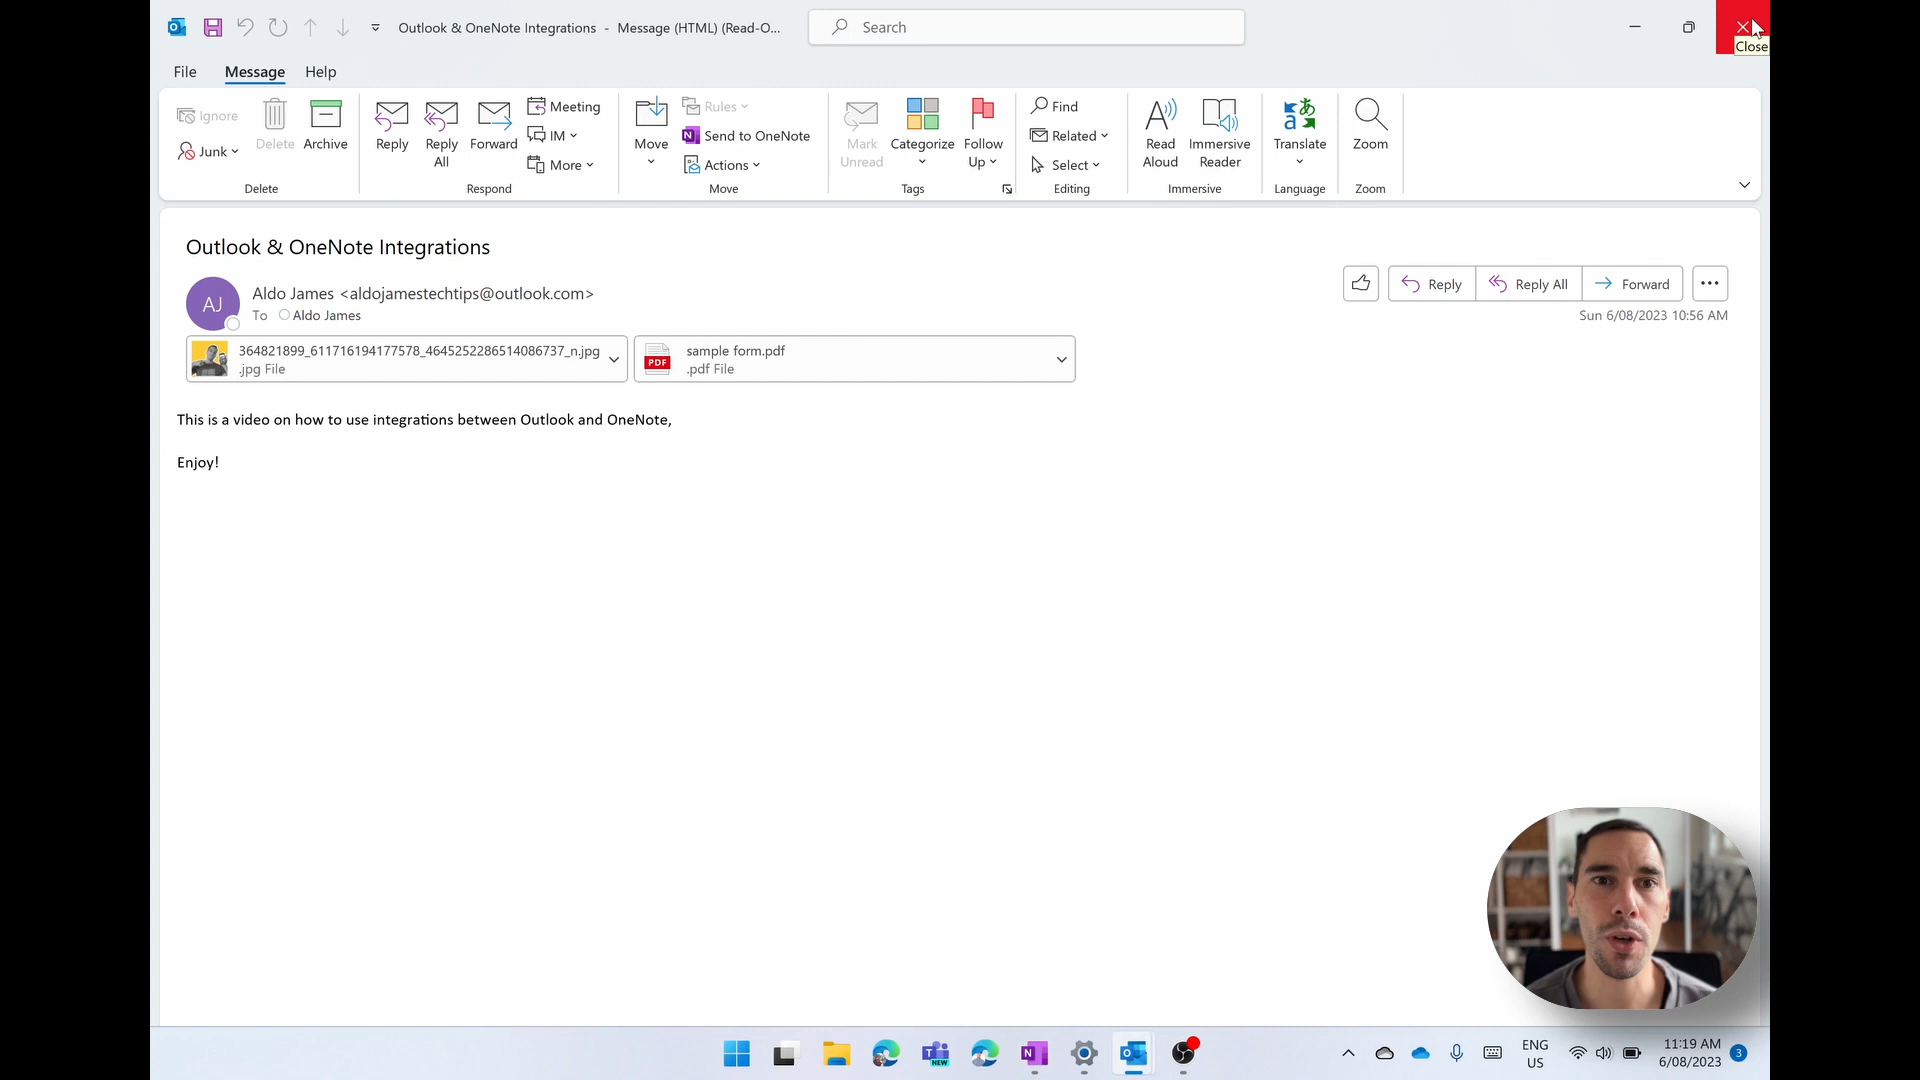 Outlook & OneNote Integrations - Message (HTML) (Read-O...
Search
Close
File Message Help
Ignore
Junk
Delete
Archive
Delete
Reply
Reply All
Forward
Meeting
IM
More
Respond
Move
Rules
Send to OneNote
Actions
Move
Mark Unread
Categorize
Follow Up
Tags
Find
Related
Select
Editing
Read Aloud
Immersive Reader
Immersive
Translate
Language
Zoom
Zoom
Outlook & OneNote Integrations
AJ
Aldo James <aldojamestechtips@outlook.com>
To Aldo James
Reply Reply All Forward
Sun 6/08/2023 10:56 AM
364821899_611716194177578_4645252286514086737_n.jpg
.jpg File
PDF
sample form.pdf
.pdf File
This is a video on how to use integrations between Outlook and OneNote,
Enjoy!
NEW
ENG
US
11:19 AM
6/08/2023
3